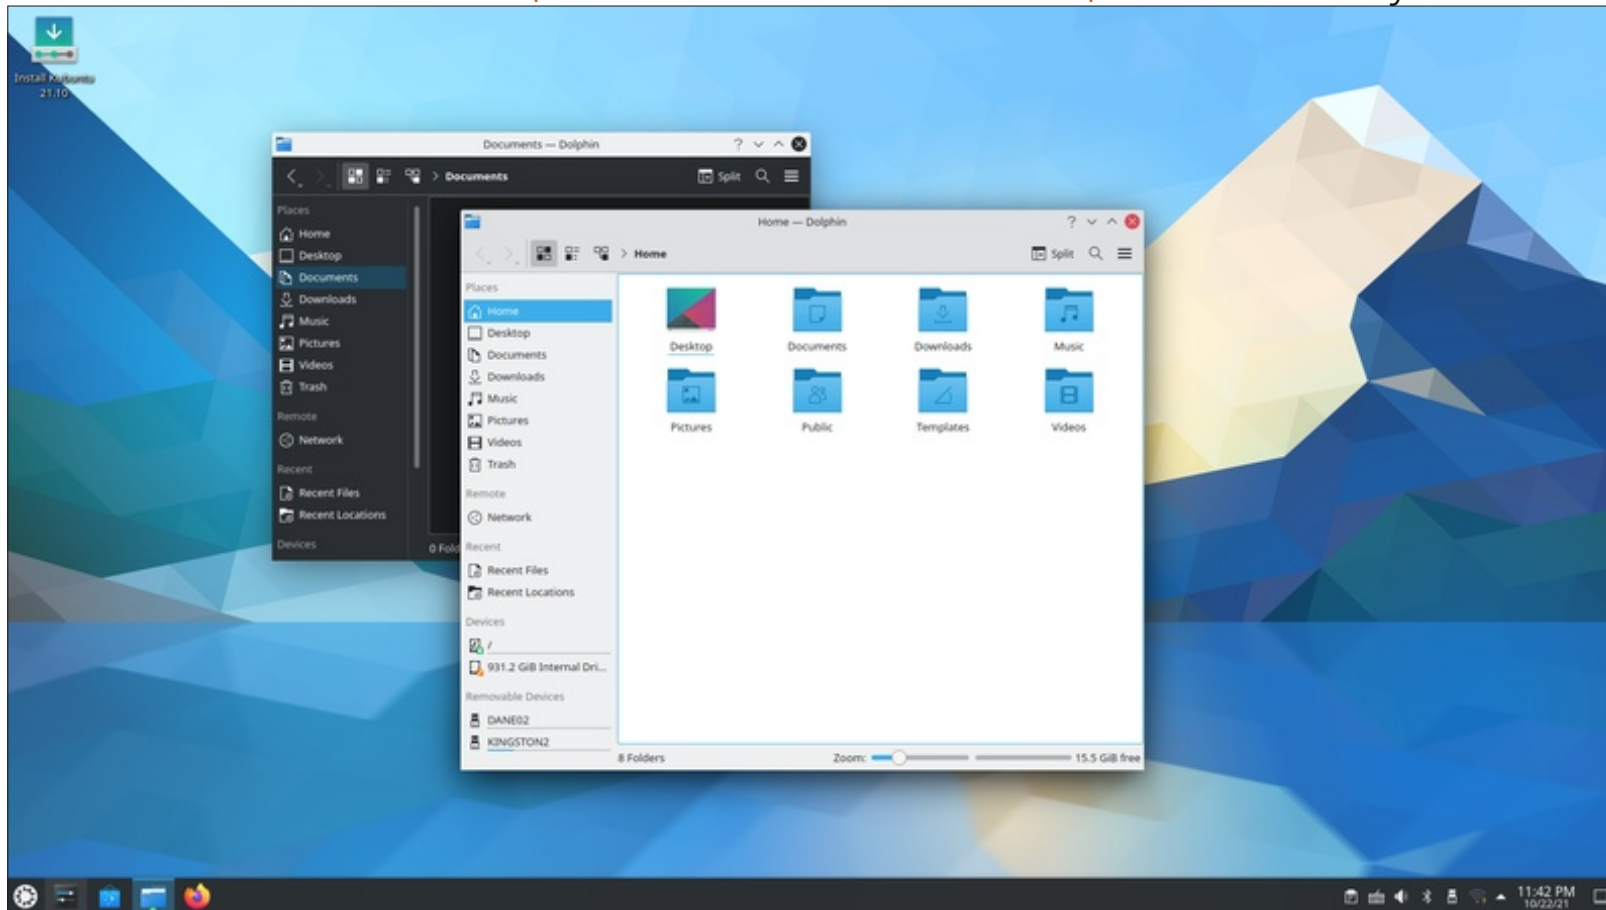 Install Kubuntu
21.10
Documents — Dolphin
Documents
Split
Places
Home
Desktop
Documents
Downloads
Music
Pictures
Videos
Trash
Remote
Network
Recent
Recent Files
Recent Locations
Devices
0 Fold
Home — Dolphin
Home
Split
Places
Home
Desktop
Documents
Downloads
Music
Pictures
Videos
Trash
Remote
Network
Recent
Recent Files
Recent Locations
Devices
/
931.2 GiB Internal Dri...
Removable Devices
DANE02
KINGSTON2
Desktop Documents Downloads Music
Pictures Public Templates Videos
8 Folders Zoom: 15.5 GiB free
11:42 PM
10/22/21